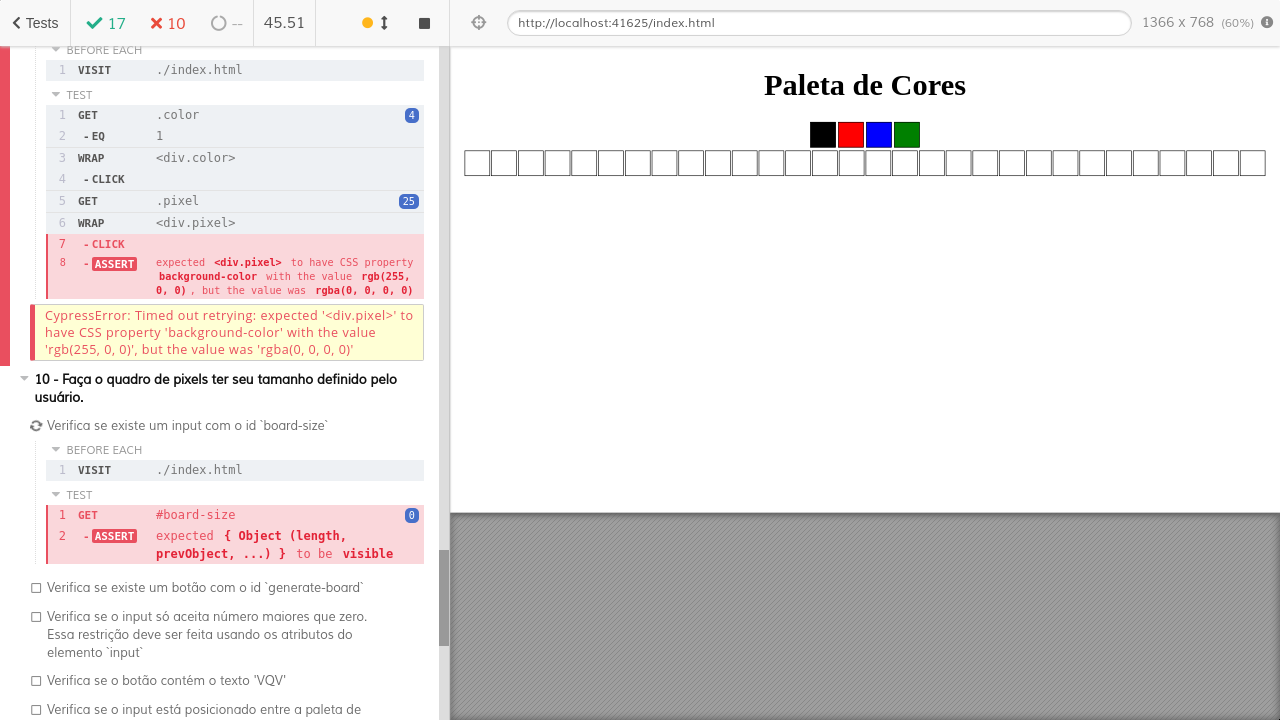 Tests 17 10 -- 45.51
BEFORE EACH
1 VISIT ./index.html
TEST
1 GET .color 4
2 - EQ 1
3 WRAP <div.color>
4 - CLICK
5 GET .pixel 25
6 WRAP <div.pixel>
7 - CLICK
8 - ASSERT expected <div.pixel> to have CSS property
background-color with the value rgb(255,
0, 0) , but the value was rgba(0, 0, 0, 0)
CypressError: Timed out retrying: expected '<div.pixel>' to
have CSS property 'background-color' with the value
'rgb(255, 0, 0)', but the value was 'rgba(0, 0, 0, 0)'
10 - Faça o quadro de pixels ter seu tamanho definido pelo
usuário.
Verifica se existe um input com o id `board-size`
BEFORE EACH
1 VISIT ./index.html
TEST
1 GET #board-size 0
2 - ASSERT expected { Object (length,
prevObject, ...) } to be visible
Verifica se existe um botão com o id `generate-board`
Verifica se o input só aceita número maiores que zero.
Essa restrição deve ser feita usando os atributos do
elemento `input`
Verifica se o botão contém o texto 'VQV'
Verifica se o input está posicionado entre a paleta de
http://localhost:41625/index.html 1366 x 768 (60%)
Paleta de Cores